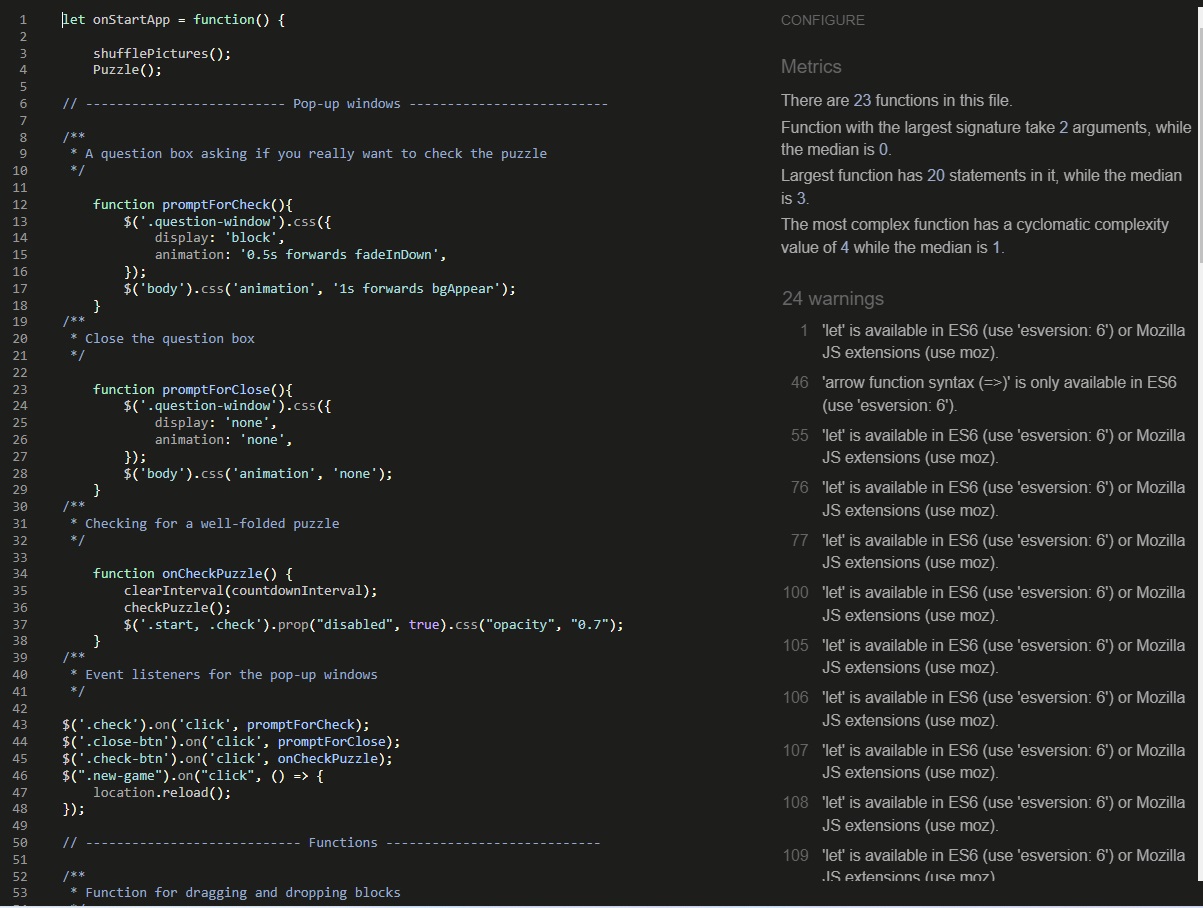 1 let onStartApp = function() {
2
3 shufflePictures();
4 Puzzle();
5
6 // -------------------------- Pop-up windows --------------------------
7
8 /**
9 * A question box asking if you really want to check the puzzle
10 */
11
12 function promptForCheck(){
13 $('.question-window').css({
14 display: 'block',
15 animation: '0.5s forwards fadeInDown',
16 });
17 $('body').css('animation', '1s forwards bgAppear');
18 }
19 /**
20 * Close the question box
21 */
22
23 function promptForClose(){
24 $('.question-window').css({
25 display: 'none',
26 animation: 'none',
27 });
28 $('body').css('animation', 'none');
29 }
30 /**
31 * Checking for a well-folded puzzle
32 */
33
34 function onCheckPuzzle() {
35 clearInterval(countdownInterval);
36 checkPuzzle();
37 $('.start, .check').prop("disabled", true).css("opacity", "0.7");
38 }
39 /**
40 * Event listeners for the pop-up windows
41 */
42
43 $('.check').on('click', promptForCheck);
44 $('.close-btn').on('click', promptForClose);
45 $('.check-btn').on('click', onCheckPuzzle);
46 $(".new-game").on("click", () => {
47 location.reload();
48 });
49
50 // ---------------------------- Functions ----------------------------
51
52 /**
53 * Function for dragging and dropping blocks
CONFIGURE
Metrics
There are 23 functions in this file.
Function with the largest signature take 2 arguments, while
the median is 0.
Largest function has 20 statements in it, while the median
is 3.
The most complex function has a cyclomatic complexity
value of 4 while the median is 1.
24 warnings
1 'let' is available in ES6 (use 'esversion: 6') or Mozilla
JS extensions (use moz).
46 'arrow function syntax (=>)' is only available in ES6
(use 'esversion: 6').
55 'let' is available in ES6 (use 'esversion: 6') or Mozilla
JS extensions (use moz).
76 'let' is available in ES6 (use 'esversion: 6') or Mozilla
JS extensions (use moz).
77 'let' is available in ES6 (use 'esversion: 6') or Mozilla
JS extensions (use moz).
100 'let' is available in ES6 (use 'esversion: 6') or Mozilla
JS extensions (use moz).
105 'let' is available in ES6 (use 'esversion: 6') or Mozilla
JS extensions (use moz).
106 'let' is available in ES6 (use 'esversion: 6') or Mozilla
JS extensions (use moz).
107 'let' is available in ES6 (use 'esversion: 6') or Mozilla
JS extensions (use moz).
108 'let' is available in ES6 (use 'esversion: 6') or Mozilla
JS extensions (use moz).
109 'let' is available in ES6 (use 'esversion: 6') or Mozilla
JS extensions (use moz)